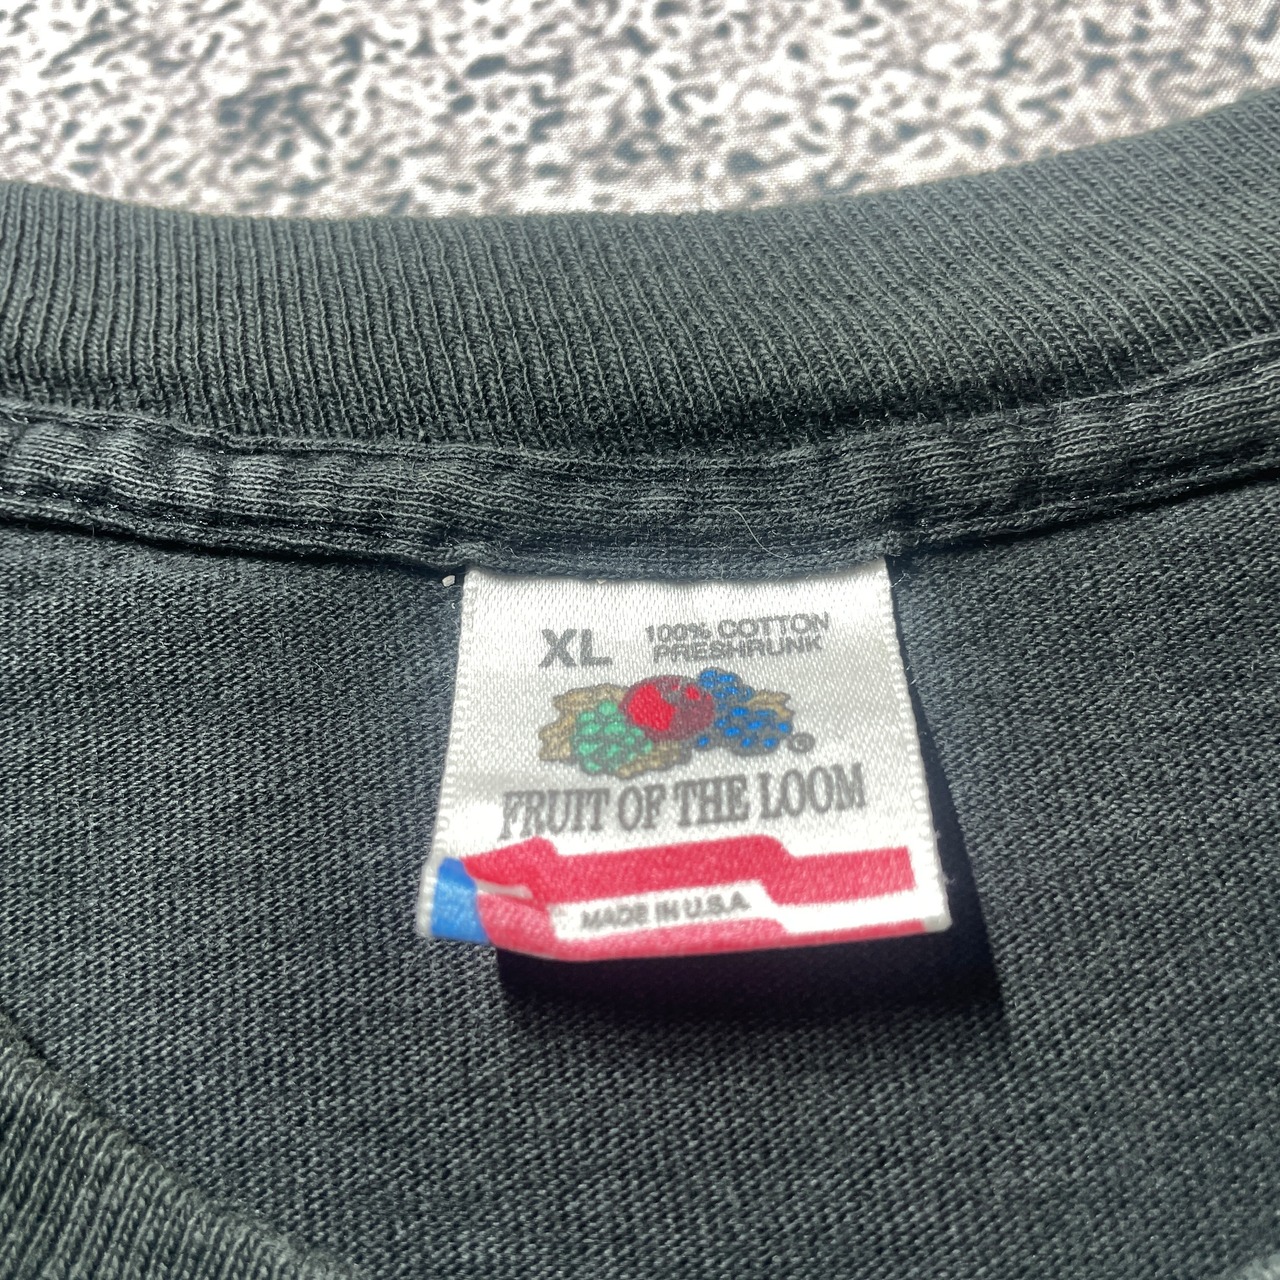 XL 100% COTTON
PRESHRUNK
®
FRUIT OF THE LOOM
MADE IN U.S.A.